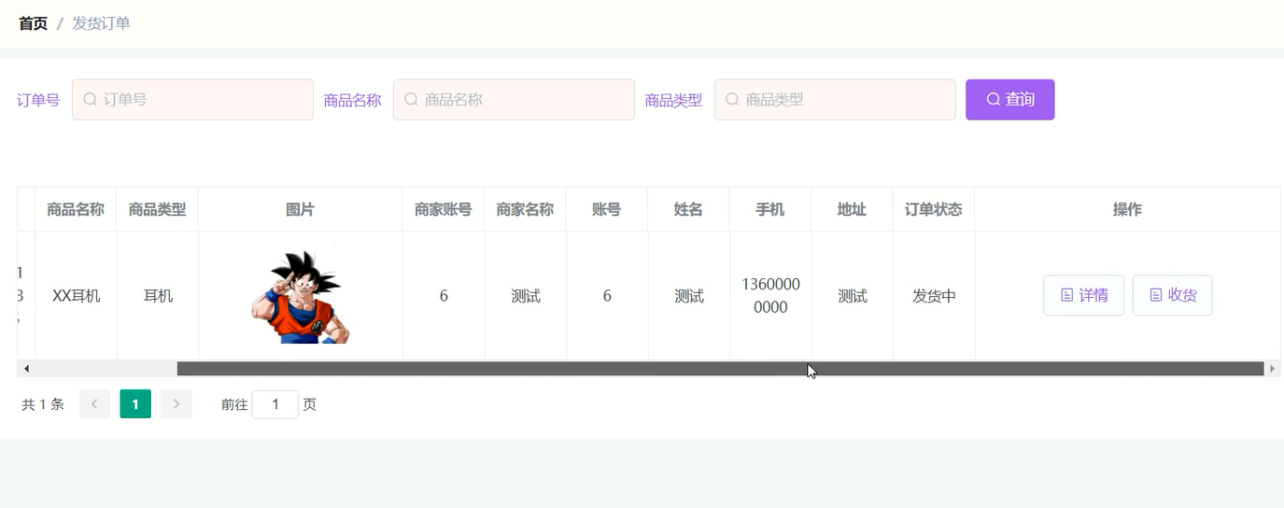 首页 / 发货订单
订单号 订单号 商品名称 商品名称 商品类型 商品类型 查询
商品名称 商品类型 图片 商家账号 商家名称 账号 姓名 手机 地址 订单状态 操作
XX耳机 耳机 6 测试 6 测试 1360000 测试 发货中 详情 收货
0000
共 1 条 1 前往 1 页